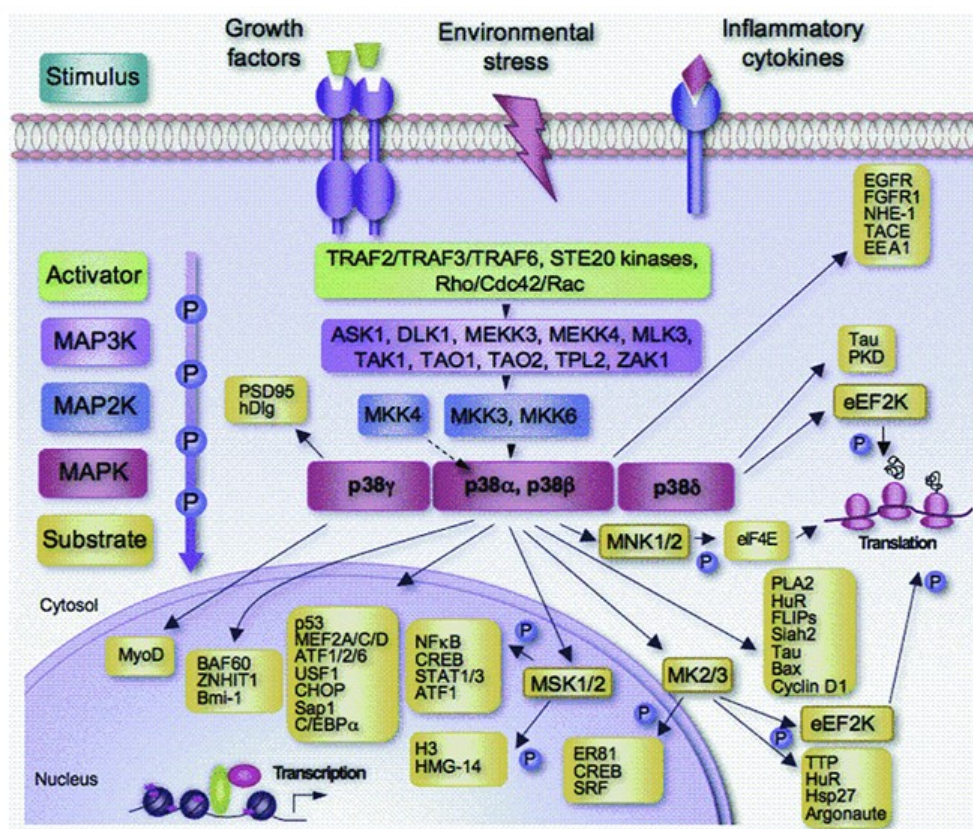 Growth
factors
Environmental
stress
Inflammatory
cytokines
Stimulus
EGFR
FGFR1
NHE-1
TACE
EEA1
Activator
TRAF2/TRAF3/TRAF6, STE20 kinases,
Rho/Cdc42/Rac
P
MAP3K
ASK1, DLK1, MEKK3, MEKK4, MLK3,
TAK1, TAO1, TAO2, TPL2, ZAK1
Tau
PKD
P
MAP2K
PSD95
hDlg
MKK4
MKK3, MKK6
eEF2K
P
P
MAPK
p38γ
p38α, p38β
p38δ
P
Substrate
MNK1/2
P
eIF4E
Translation
P
Cytosol
PLA2
HuR
FLIPs
Siah2
Tau
Bax
Cyclin D1
MyoD
BAF60
ZNHIT1
Bmi-1
p53
MEF2A/C/D
ATF1/2/6
USF1
CHOP
Sap1
C/EBPα
NFκB
CREB
STAT1/3
ATF1
P
MSK1/2
MK2/3
P
P
eEF2K
H3
HMG-14
P
ER81
CREB
SRF
TTP
HuR
Hsp27
Argonaute
Nucleus
Transcription